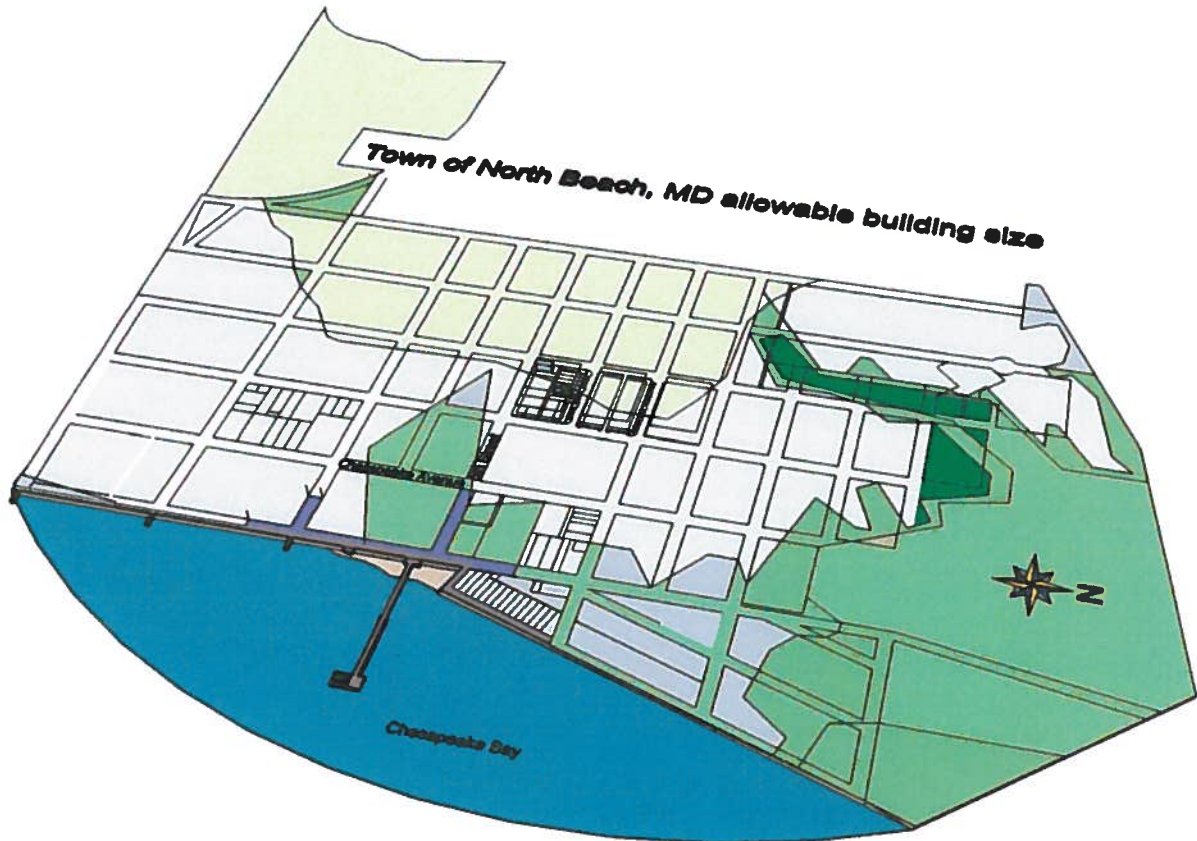 Town of North Beach, MD allowable building size
Chesapeake Avenue
N
Chesapeake Bay